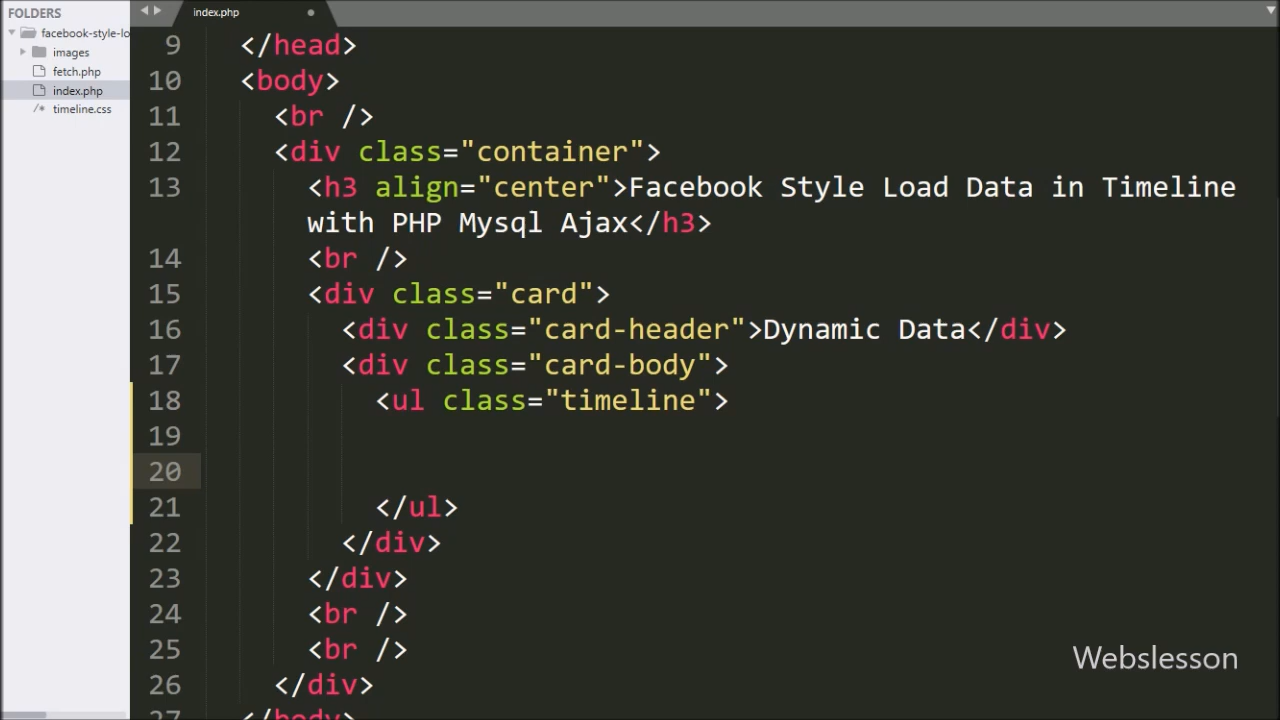 FOLDERS
facebook-style-lo
images
fetch.php
index.php
/* timeline.css
index.php
9 </head>
10 <body>
11 <br />
12 <div class="container">
13 <h3 align="center">Facebook Style Load Data in Timeline
with PHP Mysql Ajax</h3>
14 <br />
15 <div class="card">
16 <div class="card-header">Dynamic Data</div>
17 <div class="card-body">
18 <ul class="timeline">
19
20
21 </ul>
22 </div>
23 </div>
24 <br />
25 <br />
26 </div>
27 </body>
Webslesson